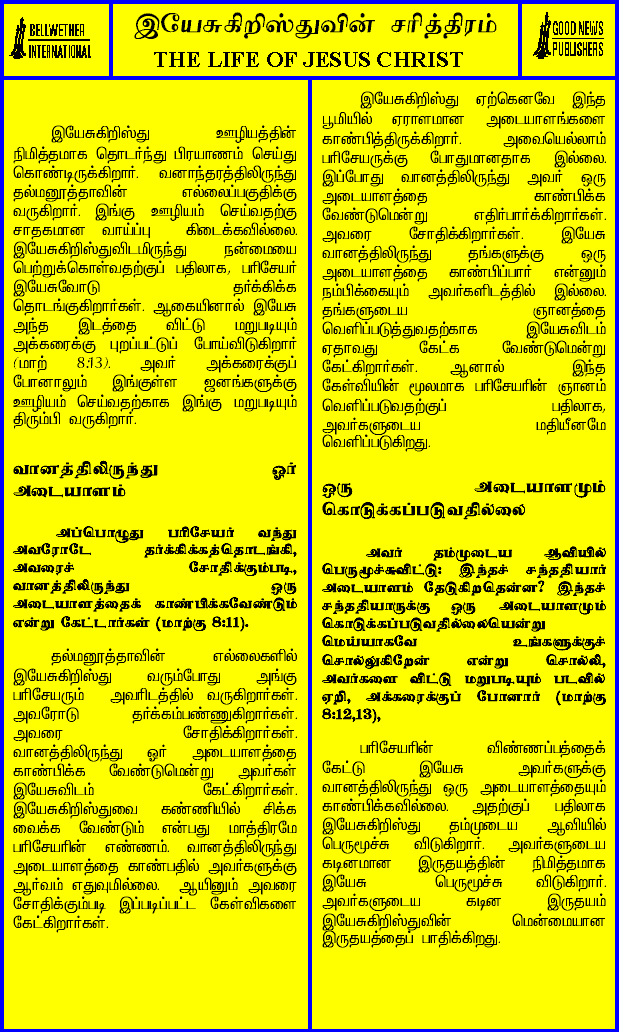 BELLWETHER
INTERNATIONAL
இயேசுகிறிஸ்துவின் சரித்திரம்
THE LIFE OF JESUS CHRIST
GOOD NEWS
PUBLISHERS
இயேசுகிறிஸ்து ஊழியத்தின்
நிமித்தமாக தொடர்ந்து பிரயாணம் செய்து
கொண்டிருக்கிறார். வனாந்தரத்திலிருந்து
தல்மனூத்தாவின் எல்லைப்பகுதிக்கு
வருகிறார். இங்கு ஊழியம் செய்வதற்கு
சாதகமான வாய்ப்பு கிடைக்கவில்லை.
இயேசுகிறிஸ்துவிடமிருந்து நன்மையை
பெற்றுக்கொள்வதற்குப் பதிலாக, பரிசேயர்
இயேசுவோடு தர்க்கிக்க
தொடங்குகிறார்கள். ஆகையினால் இயேசு
அந்த இடத்தை விட்டு மறுபடியும்
அக்கரைக்கு புறப்பட்டுப் போய்விடுகிறார்
(மாற் 8:13). அவர் அக்கரைக்குப்
போனாலும் இங்குள்ள ஜனங்களுக்கு
ஊழியம் செய்வதற்காக இங்கு மறுபடியும்
திரும்பி வருகிறார்.
வானத்திலிருந்து ஓர்
அடையாளம்
அப்பொழுது பரிசேயர் வந்து
அவரோடே தர்க்கிக்கத்தொடங்கி,
அவரைச் சோதிக்கும்படி,
வானத்திலிருந்து ஒரு
அடையாளத்தைக் காண்பிக்கவேண்டும்
என்று கேட்டார்கள் (மாற்கு 8:11).
தல்மனூத்தாவின் எல்லைகளில்
இயேசுகிறிஸ்து வரும்போது அங்கு
பரிசேயரும் அவரிடத்தில் வருகிறார்கள்.
அவரோடு தர்க்கம்பண்ணுகிறார்கள்.
அவரை சோதிக்கிறார்கள்.
வானத்திலிருந்து ஓர் அடையாளத்தை
காண்பிக்க வேண்டுமென்று அவர்கள்
இயேசுவிடம் கேட்கிறார்கள்.
இயேசுகிறிஸ்துவை கண்ணியில் சிக்க
வைக்க வேண்டும் என்பது மாத்திரமே
பரிசேயரின் எண்ணம். வானத்திலிருந்து
அடையாளத்தை காண்பதில் அவர்களுக்கு
ஆர்வம் எதுவுமில்லை. ஆயினும் அவரை
சோதிக்கும்படி இப்படிப்பட்ட கேள்விகளை
கேட்கிறார்கள்.
இயேசுகிறிஸ்து ஏற்கெனவே இந்த
பூமியில் ஏராளமான அடையாளங்களை
காண்பித்திருக்கிறார். அவையெல்லாம்
பரிசேயருக்கு போதுமானதாக இல்லை.
இப்போது வானத்திலிருந்து அவர் ஒரு
அடையாளத்தை காண்பிக்க
வேண்டுமென்று எதிர்பார்க்கிறார்கள்.
அவரை சோதிக்கிறார்கள். இயேசு
வானத்திலிருந்து தங்களுக்கு ஒரு
அடையாளத்தை காண்பிப்பார் என்னும்
நம்பிக்கையும் அவர்களிடத்தில் இல்லை.
தங்களுடைய ஞானத்தை
வெளிப்படுத்துவதற்காக இயேசுவிடம்
ஏதாவது கேட்க வேண்டுமென்று
கேட்கிறார்கள். ஆனால் இந்த
கேள்வியின் மூலமாக பரிசேயரின் ஞானம்
வெளிப்படுவதற்குப் பதிலாக,
அவர்களுடைய மதியீனமே
வெளிப்படுகிறது.
ஒரு அடையாளமும்
கொடுக்கப்படுவதில்லை
அவர் தம்முடைய ஆவியில்
பெருமூச்சுவிட்டு: இந்தச் சந்ததியார்
அடையாளம் தேடுகிறதென்ன? இந்தச்
சந்ததியாருக்கு ஒரு அடையாளமும்
கொடுக்கப்படுவதில்லையென்று
மெய்யாகவே உங்களுக்குச்
சொல்லுகிறேன் என்று சொல்லி,
அவர்களை விட்டு மறுபடியும் படவில்
ஏறி, அக்கரைக்குப் போனார் (மாற்கு
8:12,13),
பரிசேயரின் விண்ணப்பத்தைக்
கேட்டு இயேசு அவர்களுக்கு
வானத்திலிருந்து ஒரு அடையாளத்தையும்
காண்பிக்கவில்லை. அதற்குப் பதிலாக
இயேசுகிறிஸ்து தம்முடைய ஆவியில்
பெருமூச்சு விடுகிறார். அவர்களுடைய
கடினமான இருதயத்தின் நிமித்தமாக
இயேசு பெருமூச்சு விடுகிறார்.
அவர்களுடைய கடின இருதயம்
இயேசுகிறிஸ்துவின் மென்மையான
இருதயத்தைப் பாதிக்கிறது.